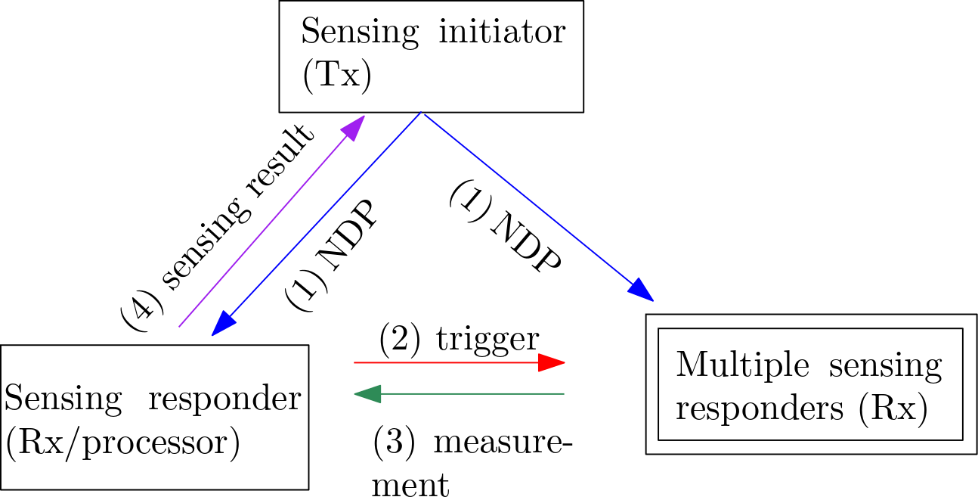 Sensing initiator
(Tx)
(4) sensing result
(1) NDP
(1) NDP
(2) trigger
Sensing responder
(Rx/processor)
(3) measure-
ment
Multiple sensing
responders (Rx)